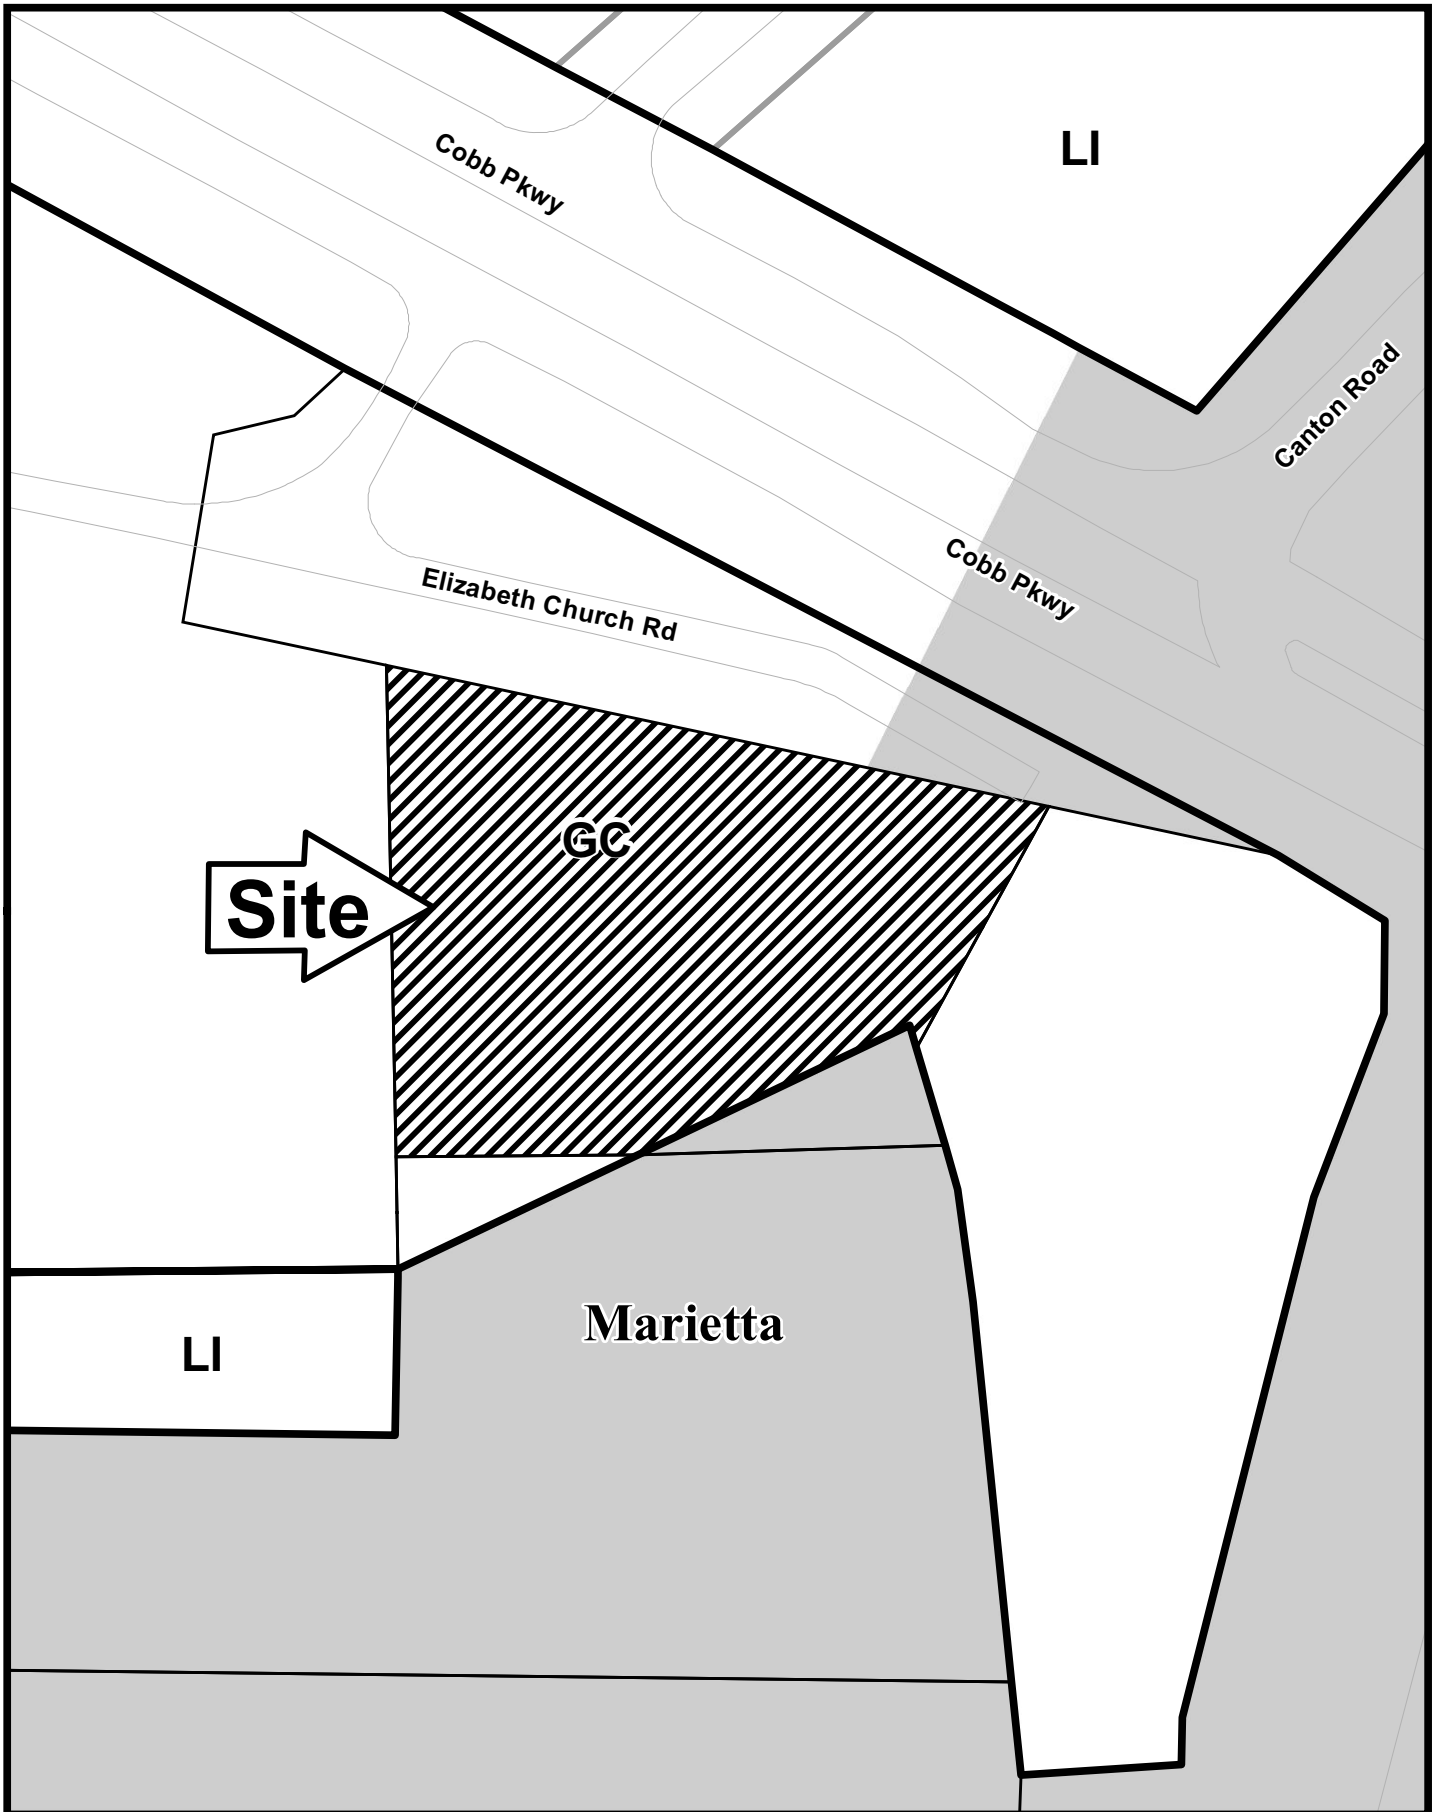 LI
Cobb Pkwy
Canton Road
Cobb Pkwy
Elizabeth Church Rd
GC
Site
Marietta
LI